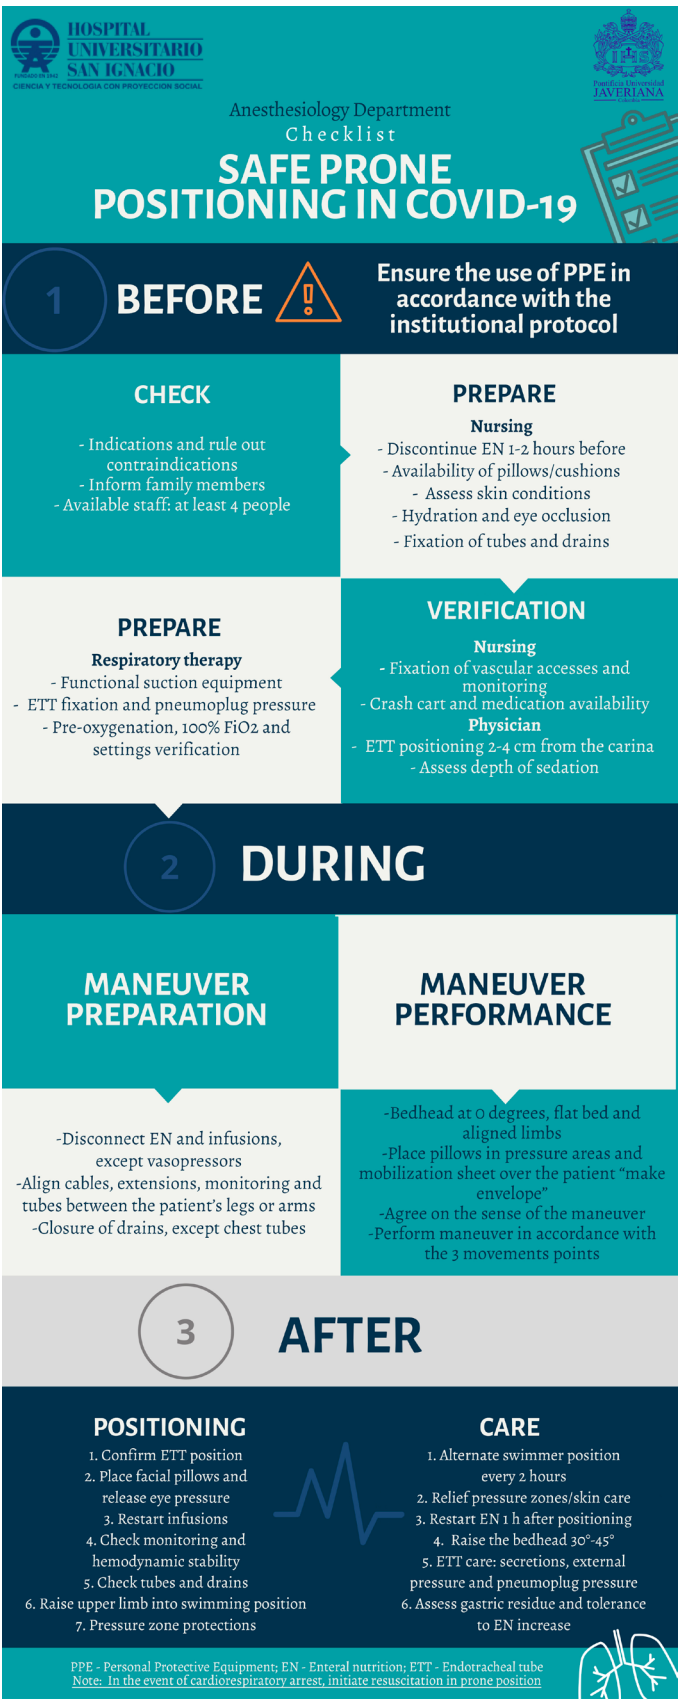 HOSPITAL
UNIVERSITARIO
SAN IGNACIO
FUNDADO EN 1942
CIENCIA Y TECNOLOGIA CON PROYECCION SOCIAL
Pontificia Universidad
JAVERIANA
Anesthesiology Department
Checklist
SAFE PRONE
POSITIONING IN COVID-19
1
BEFORE
Ensure the use of PPE in
accordance with the
institutional protocol
CHECK
- Indications and rule out
contraindications
- Inform family members
- Available staff: at least 4 people
PREPARE
Nursing
- Discontinue EN 1-2 hours before
- Availability of pillows/cushions
- Assess skin conditions
- Hydration and eye occlusion
- Fixation of tubes and drains
PREPARE
Respiratory therapy
- Functional suction equipment
- ETT fixation and pneumoplug pressure
- Pre-oxygenation, 100% FiO2 and
settings verification
VERIFICATION
Nursing
- Fixation of vascular accesses and
monitoring
- Crash cart and medication availability
Physician
- ETT positioning 2-4 cm from the carina
- Assess depth of sedation
2
DURING
MANEUVER
PREPARATION
-Disconnect EN and infusions,
except vasopressors
-Align cables, extensions, monitoring and
tubes between the patient's legs or arms
-Closure of drains, except chest tubes
MANEUVER
PERFORMANCE
-Bedhead at 0 degrees, flat bed and
aligned limbs
-Place pillows in pressure areas and
mobilization sheet over the patient “make
envelope”
-Agree on the sense of the maneuver
-Perform maneuver in accordance with
the 3 movements points
3
AFTER
POSITIONING
1. Confirm ETT position
2. Place facial pillows and
release eye pressure
3. Restart infusions
4. Check monitoring and
hemodynamic stability
5. Check tubes and drains
6. Raise upper limb into swimming position
7. Pressure zone protections
CARE
1. Alternate swimmer position
every 2 hours
2. Relief pressure zones/skin care
3. Restart EN 1 h after positioning
4. Raise the bedhead 30°-45°
5. ETT care: secretions, external
pressure and pneumoplug pressure
6. Assess gastric residue and tolerance
to EN increase
PPE - Personal Protective Equipment; EN - Enteral nutrition; ETT - Endotracheal tube
Note: In the event of cardiorespiratory arrest, initiate resuscitation in prone position